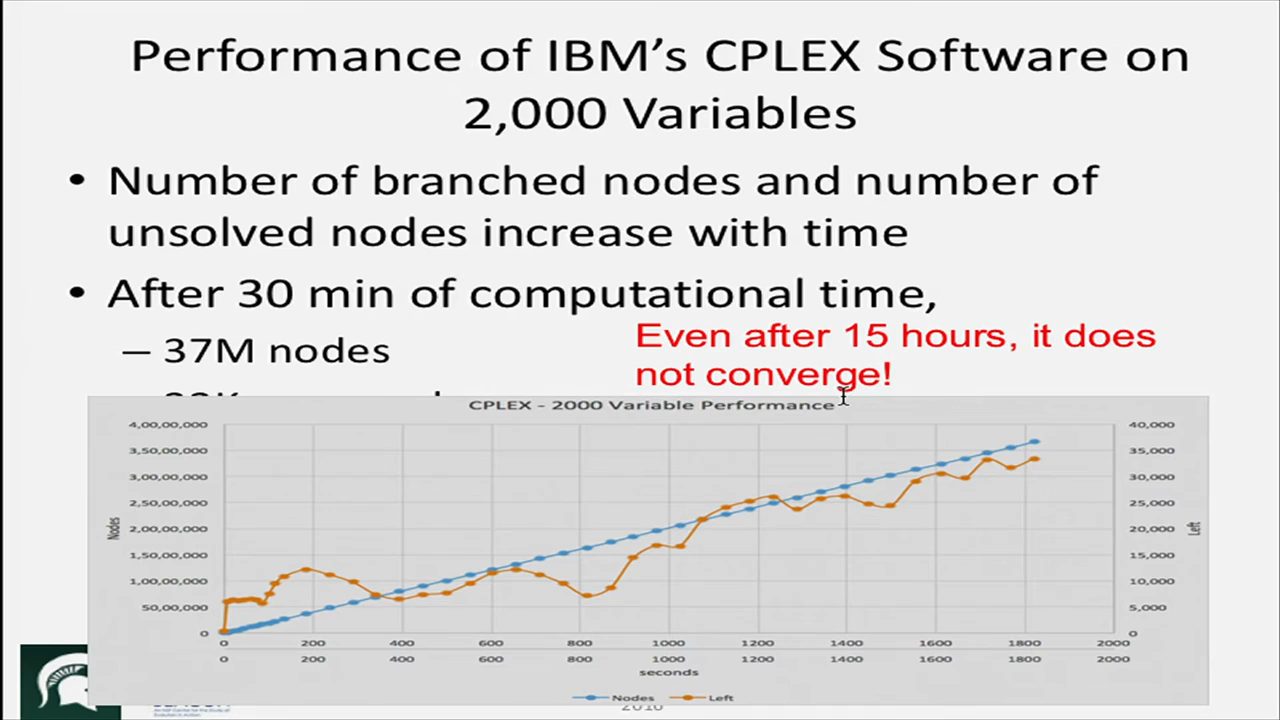 Performance of IBM's CPLEX Software on
2,000 Variables
• Number of branched nodes and number of
unsolved nodes increase with time
• After 30 min of computational time,
– 37M nodes
Even after 15 hours, it does
not converge!
CPLEX - 2000 Variable Performance
4,00,00,000
3,50,00,000
3,00,00,000
2,50,00,000
2,00,00,000
1,50,00,000
1,00,00,000
50,00,000
0
Nodes
40,000
35,000
30,000
25,000
20,000
15,000
10,000
5,000
0
Left
200 400 600 800 1000 1200 1400 1600 1800 2000
0 200 400 600 800 1000 1200 1400 1600 1800 2000
seconds
Nodes Left